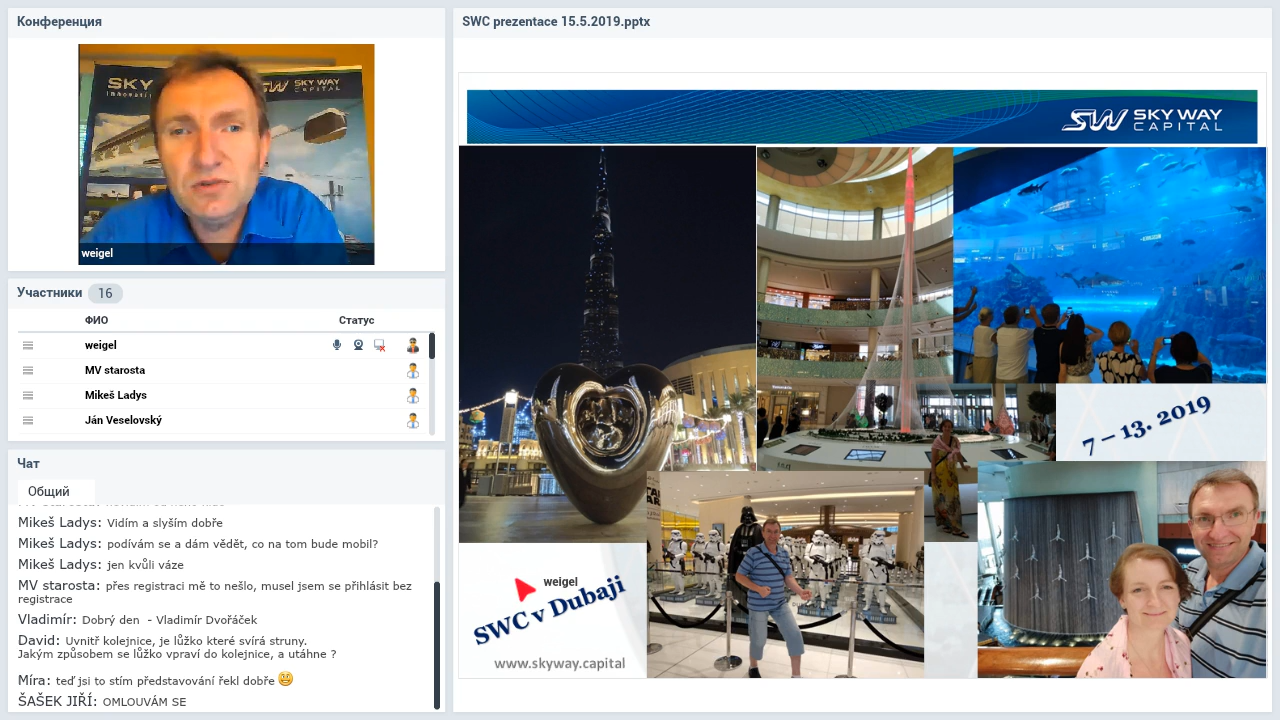 Конференция
SKY
SW SKY WAY
CAPITAL
weigel
Участники 16
ФИО Статус
weigel
MV starosta
Mikeš Ladys
Ján Veselovský
Чат
Общий
Mikeš Ladys: Vidím a slyším dobře
Mikeš Ladys: podívám se a dám vědět, co na tom bude mobil?
Mikeš Ladys: jen kvůli váze
MV starosta: přes registraci mě to nešlo, musel jsem se přihlásit bez
registrace
Vladimír: Dobrý den - Vladimír Dvořáček
David: Uvnitř kolejnice, je lůžko které svírá struny.
Jakým způsobem se lůžko vpraví do kolejnice, a utáhne ?
Míra: teď jsi to stím představování řekl dobře
ŠAŠEK JIŘÍ: OMLOUVÁM SE
SWC prezentace 15.5.2019.pptx
SW SKY WAY
CAPITAL
7 – 13. 2019
weigel
SWC v Dubaji
www.skyway.capital